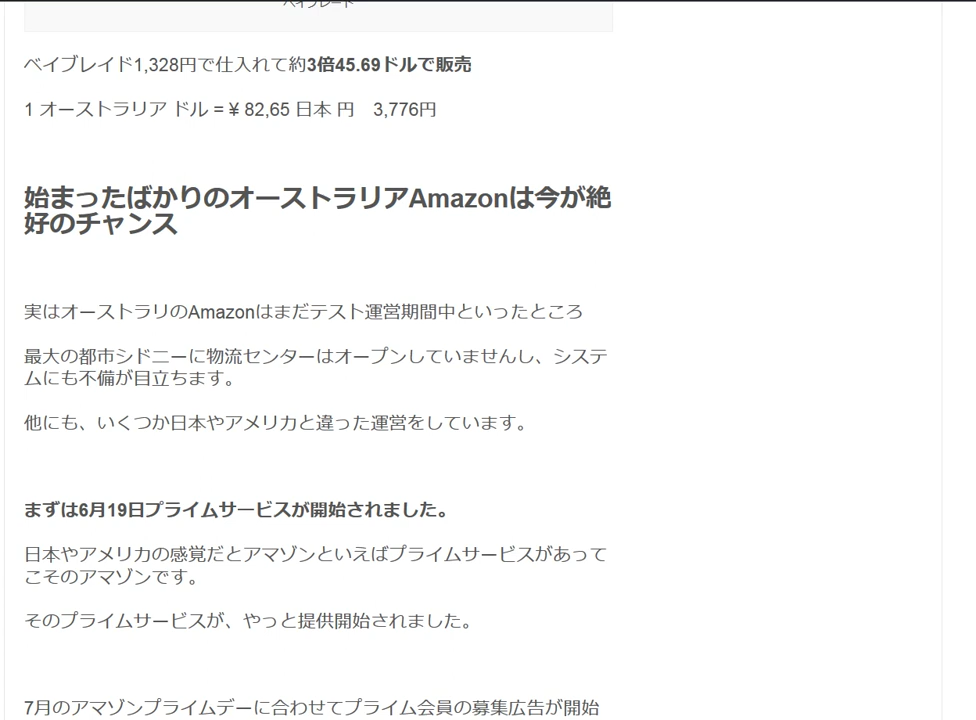 ベイブレード
ベイブレイド1,328円で仕入れて約3倍45.69ドルで販売
1 オーストラリア ドル = ¥ 82,65 日本 円　3,776円
始まったばかりのオーストラリアAmazonは今が絶
好のチャンス
実はオーストラリのAmazonはまだテスト運営期間中といったところ
最大の都市シドニーに物流センターはオープンしていませんし、システ
ムにも不備が目立ちます。
他にも、いくつか日本やアメリカと違った運営をしています。
まずは6月19日プライムサービスが開始されました。
日本やアメリカの感覚だとアマゾンといえばプライムサービスがあって
こそのアマゾンです。
そのプライムサービスが、やっと提供開始されました。
7月のアマゾンプライムデーに合わせてプライム会員の募集広告が開始